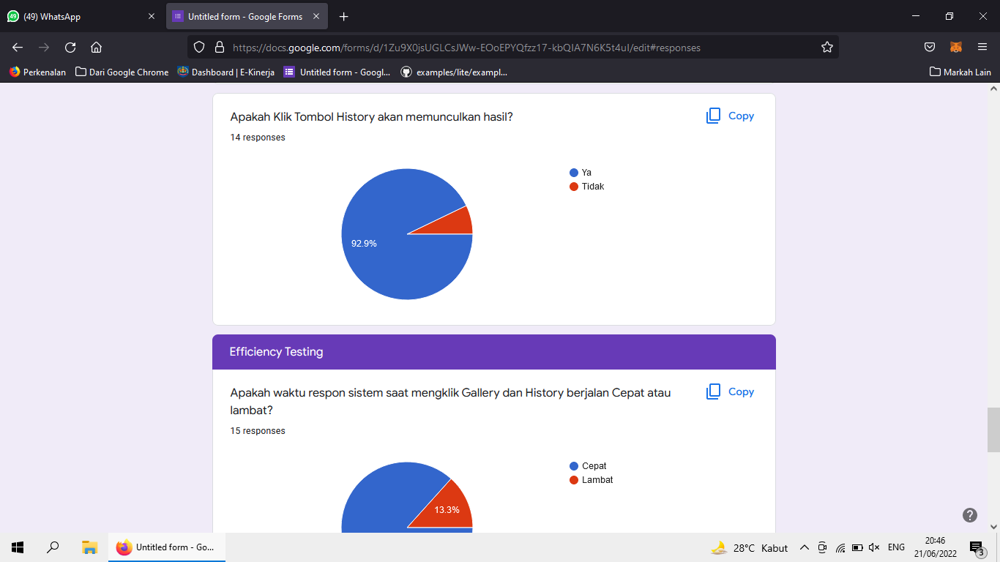 (49) WhatsApp
Untitled form - Google Forms
https://docs.google.com/forms/d/1Zu9X0jsUGLCsJWw-EOoEPYQfzz17-kbQIA7N6K5t4uI/edit#responses
Perkenalan
Dari Google Chrome
Dashboard | E-Kinerja
Untitled form - Googl...
examples/lite/exampl...
Markah Lain
Apakah Klik Tombol History akan memunculkan hasil?
Copy
14 responses
Ya
Tidak
92.9%
Efficiency Testing
Apakah waktu respon sistem saat mengklik Gallery dan History berjalan Cepat atau
lambat?
Copy
15 responses
Cepat
Lambat
13.3%
Untitled form - Go...
28°C Kabut
ENG
20:46
21/06/2022
3